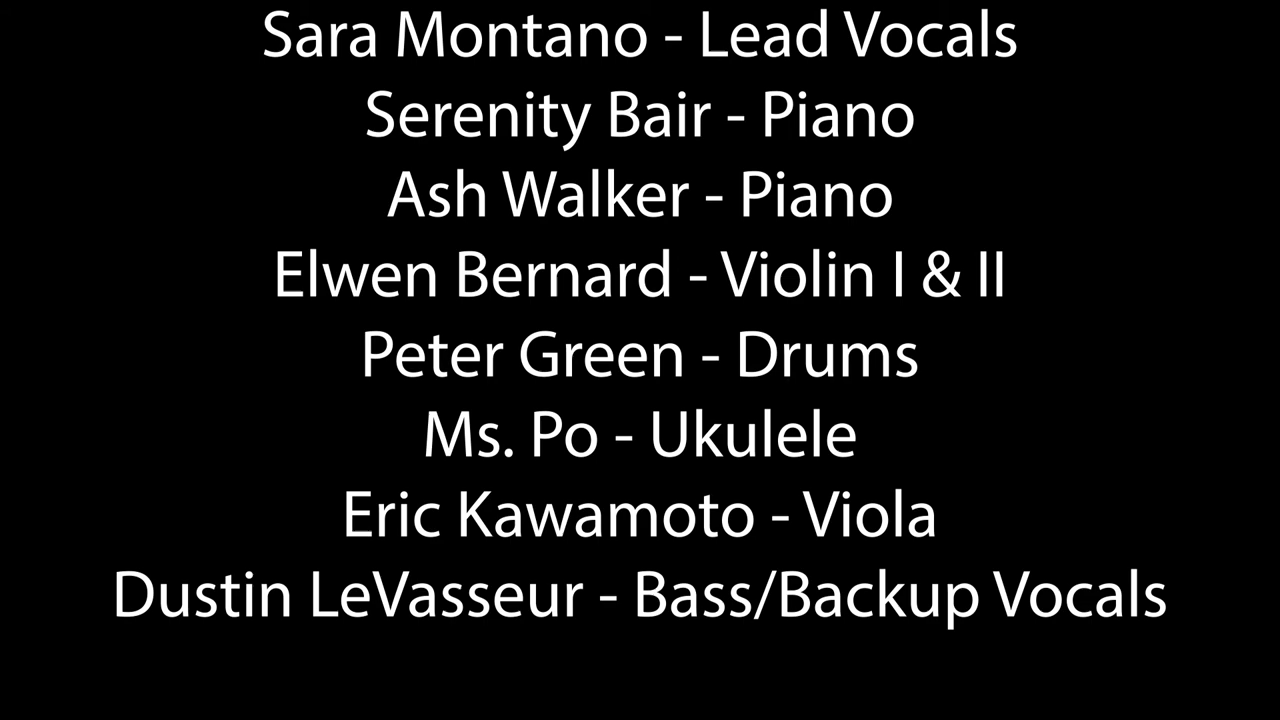 Sara Montano - Lead Vocals
Serenity Bair - Piano
Ash Walker - Piano
Elwen Bernard - Violin I & II
Peter Green - Drums
Ms. Po - Ukulele
Eric Kawamoto - Viola
Dustin LeVasseur - Bass/Backup Vocals